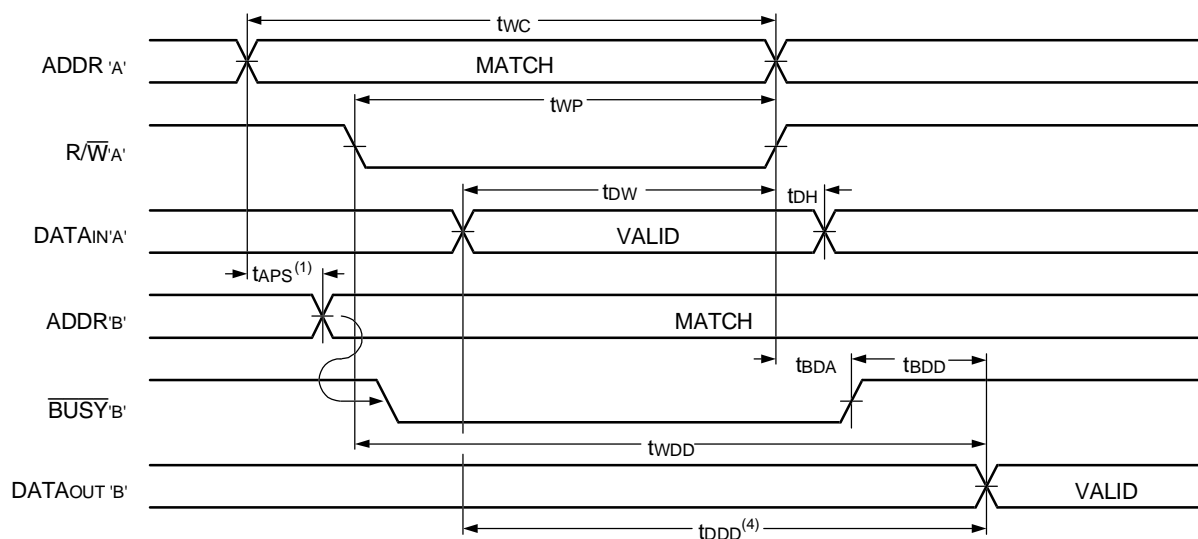 tWC
ADDR 'A' MATCH
tWP
R/W̅'A'
tDW tDH
DATAIN'A' VALID
tAPS(1)
ADDR'B' MATCH
tBDA tBDD
B̅U̅S̅Y̅'B'
tWDD
DATAOUT 'B' VALID
tDDD(4)